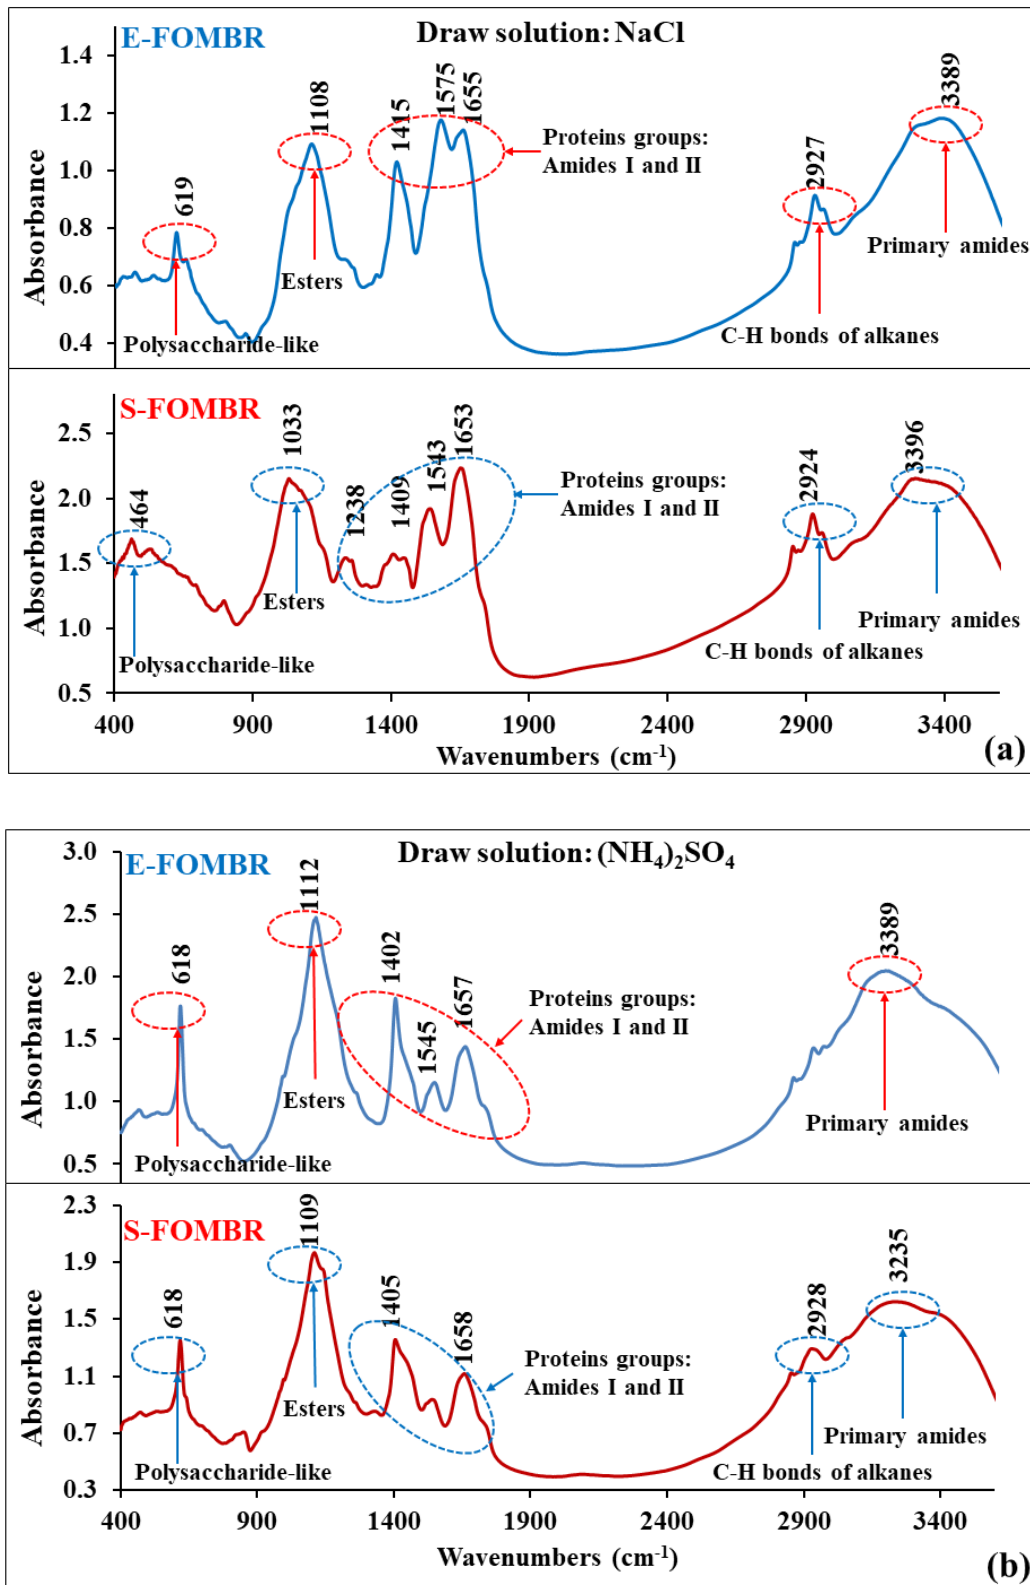 E-FOMBR
Draw solution: NaCl
Absorbance
1.4
1.2
1.0
0.8
0.6
0.4
619
1108
1415
1575
1655
2927
3389
Proteins groups:
Amides I and II
Esters
Polysaccharide-like
Primary amides
C-H bonds of alkanes
S-FOMBR
Absorbance
2.5
2.0
1.5
1.0
0.5
464
1033
1238
1409
1543
1653
2924
3396
Proteins groups:
Amides I and II
Esters
Polysaccharide-like
Primary amides
C-H bonds of alkanes
400 900 1400 1900 2400 2900 3400
Wavenumbers (cm-1)
(a)
E-FOMBR
Draw solution: (NH4)2SO4
Absorbance
3.0
2.5
2.0
1.5
1.0
0.5
618
1112
1402
1545
1657
3389
Proteins groups:
Amides I and II
Esters
Polysaccharide-like
Primary amides
S-FOMBR
Absorbance
2.3
1.9
1.5
1.1
0.7
0.3
618
1109
1405
1658
2928
3235
Proteins groups:
Amides I and II
Esters
Polysaccharide-like
Primary amides
C-H bonds of alkanes
400 900 1400 1900 2400 2900 3400
Wavenumbers (cm-1)
(b)